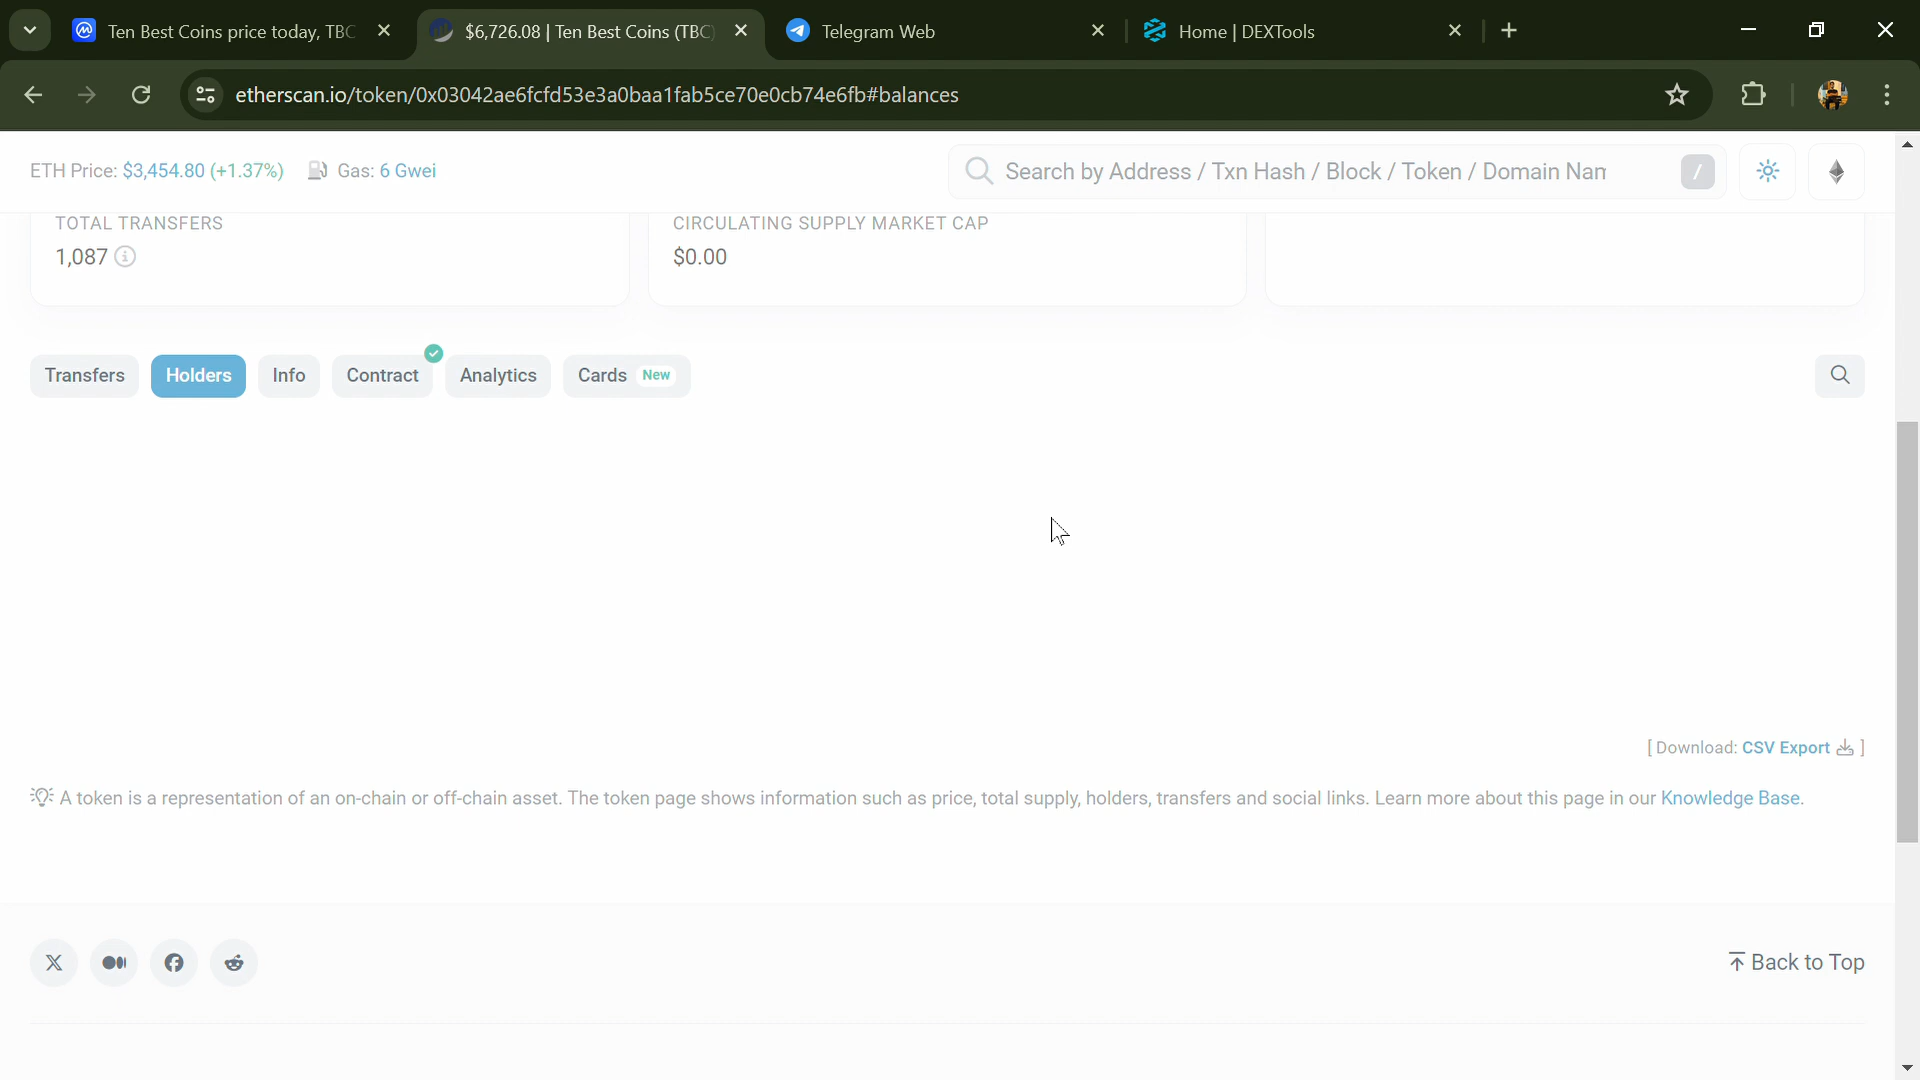 Ten Best Coins price today, TBC
$6,726.08 | Ten Best Coins (TBC)
Telegram Web
Home | DEXTools
etherscan.io/token/0x03042ae6fcfd53e3a0baa1fab5ce70e0cb74e6fb#balances
ETH Price: $3,454.80 (+1.37%)
Gas: 6 Gwei
Search by Address / Txn Hash / Block / Token / Domain Nam
/
TOTAL TRANSFERS
1,087
CIRCULATING SUPPLY MARKET CAP
$0.00
Transfers
Holders
Info
Contract
Analytics
Cards New
[ Download: CSV Export ]
A token is a representation of an on-chain or off-chain asset. The token page shows information such as price, total supply, holders, transfers and social links. Learn more about this page in our Knowledge Base.
Back to Top